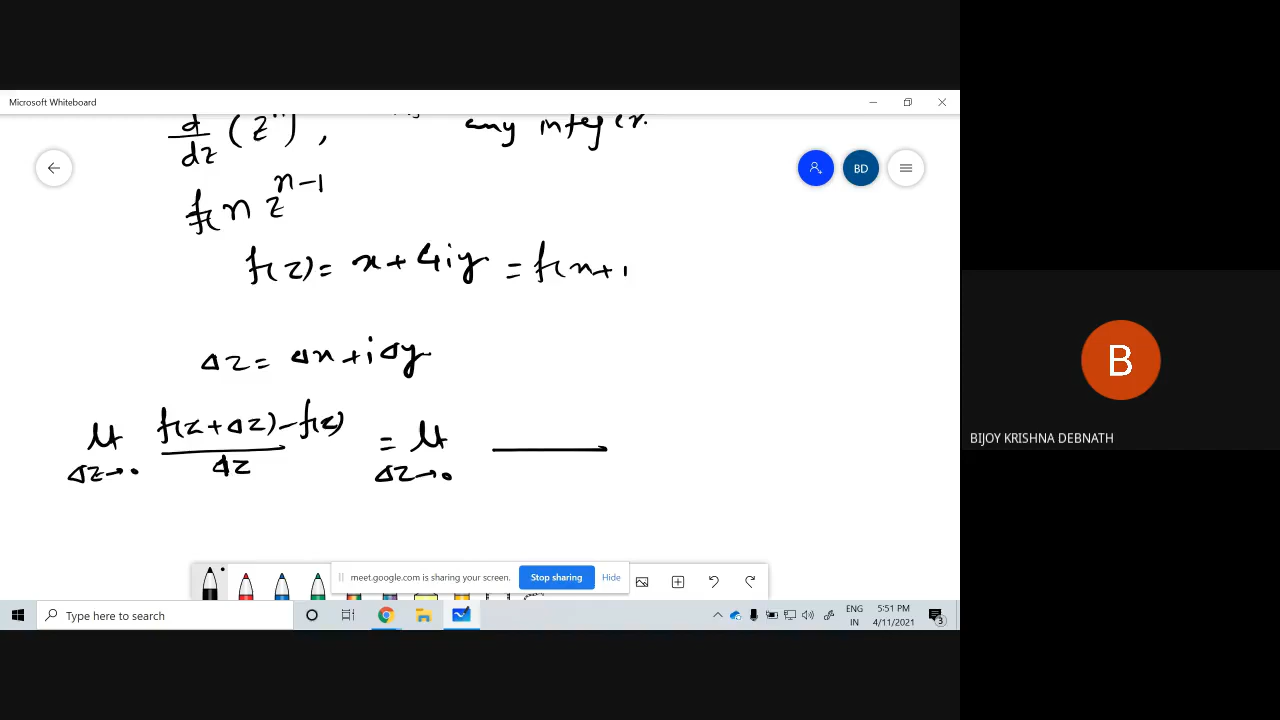 Microsoft Whiteboard
d/dz (zⁿ), any integer.
f(n z^{n-1}
f(z) = x + 4iy = f(x + i
BD
Δz = Δx + iΔy
lt Δz→0 f(z + Δz) - f(z) / Δz = lt Δz→0
BIJOY KRISHNA DEBNATH
B
meet.google.com is sharing your screen. Stop sharing Hide
Type here to search
ENG
IN
5:51 PM
4/11/2021
3